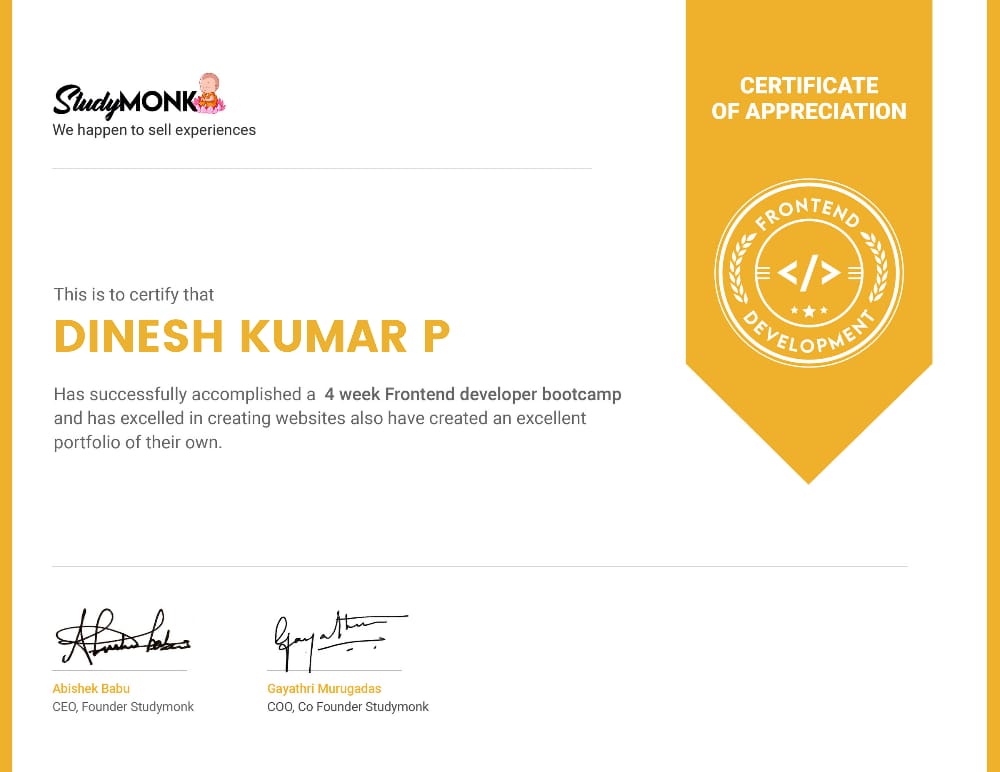 StudyMONK
We happen to sell experiences
CERTIFICATE
OF APPRECIATION
FRONTEND
</>
DEVELOPMENT
This is to certify that
DINESH KUMAR P
Has successfully accomplished a 4 week Frontend developer bootcamp
and has excelled in creating websites also have created an excellent
portfolio of their own.
Abishek Babu
CEO, Founder Studymonk
Gayathri Murugadas
COO, Co Founder Studymonk